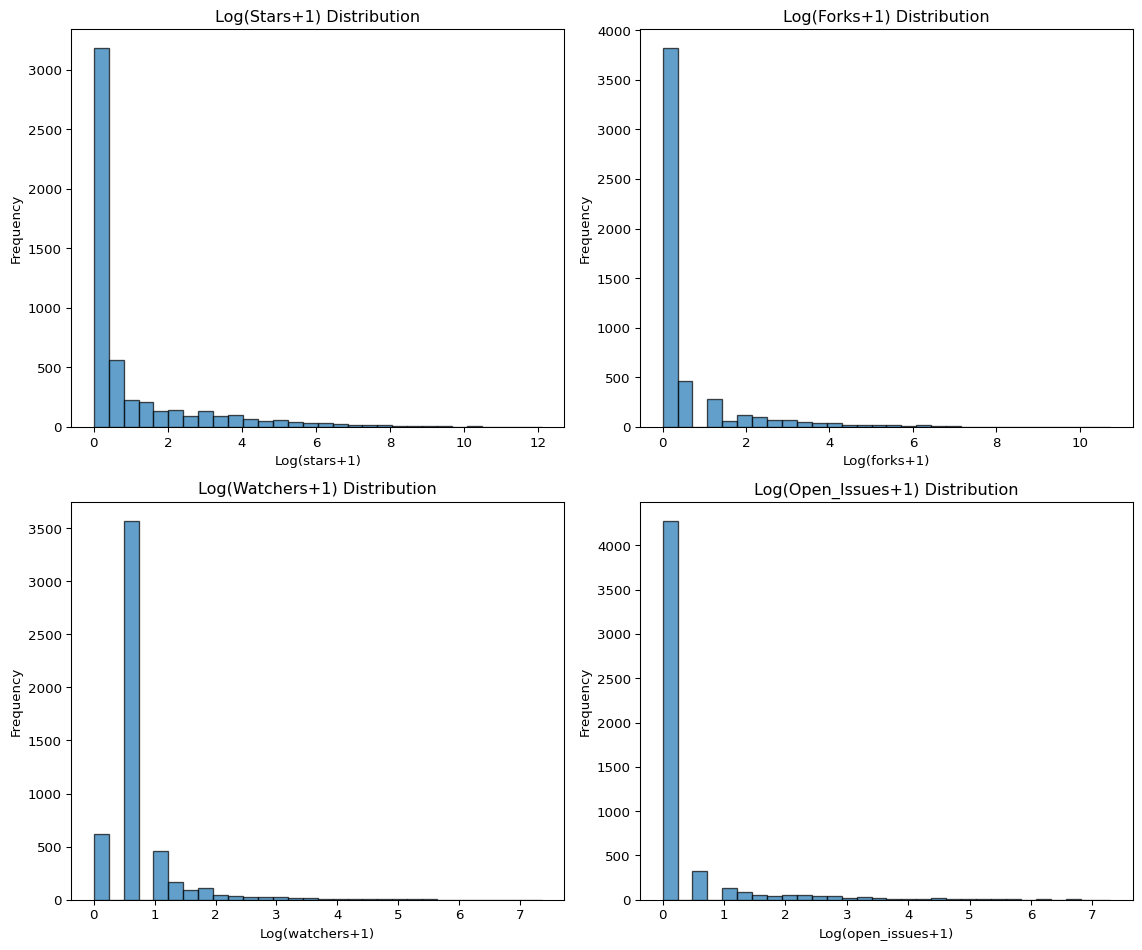 Log(Stars+1) Distribution
Frequency
3000
2500
2000
1500
1000
500
0
0 2 4 6 8 10 12
Log(stars+1)
Log(Forks+1) Distribution
Frequency
4000
3500
3000
2500
2000
1500
1000
500
0
0 2 4 6 8 10
Log(forks+1)
Log(Watchers+1) Distribution
Frequency
3500
3000
2500
2000
1500
1000
500
0
0 1 2 3 4 5 6 7
Log(watchers+1)
Log(Open_Issues+1) Distribution
Frequency
4000
3500
3000
2500
2000
1500
1000
500
0
0 1 2 3 4 5 6 7
Log(open_issues+1)